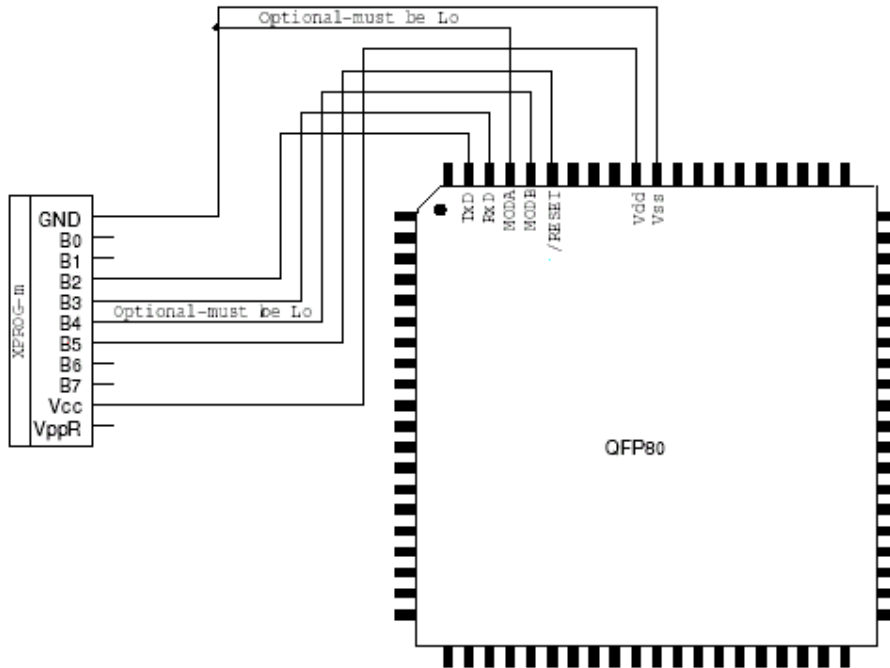 Optional-must be Lo
TxD
RxD
MODA
MODB
/RESET
Vdd
Vss
XPROG-m
GND
B0
B1
B2
B3
Optional-must be Lo
B4
B5
B6
B7
Vcc
VppR
QFP80